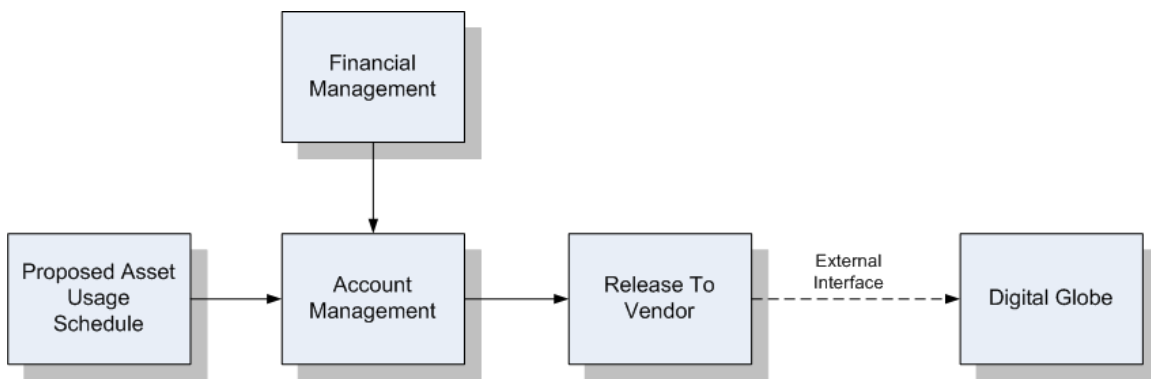 Financial
Management
Proposed Asset
Usage
Schedule
Account
Management
Release To
Vendor
External
Interface
Digital Globe